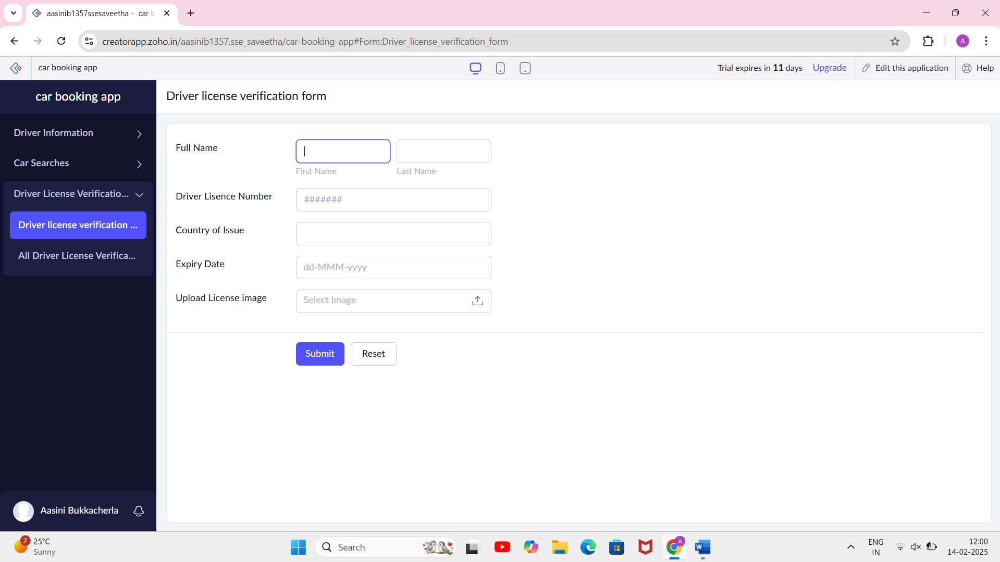 aasinib1357ssesaveetha - car b
creatorapp.zoho.in/aasinib1357.sse_saveetha/car-booking-app#Form:Driver_license_verification_form
A
car booking app
Trial expires in 11 days Upgrade
Edit this application
Help
car booking app
Driver Information
Car Searches
Driver License Verificatio...
Driver license verification ...
All Driver License Verifica...
Aasini Bukkacherla
Driver license verification form
Full Name
First Name
Last Name
Driver Lisence Number
#######
Country of Issue
Expiry Date
dd-MMM-yyyy
Upload License image
Select Image
Submit
Reset
2
25°C
Sunny
Search
A
W
ENG
IN
12:00
14-02-2025